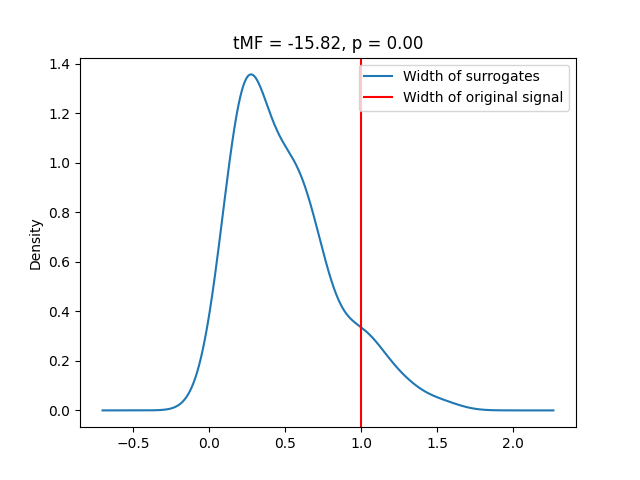 tMF = -15.82, p = 0.00
Width of surrogates
Width of original signal
Density
1.4
1.2
1.0
0.8
0.6
0.4
0.2
0.0
−0.5 0.0 0.5 1.0 1.5 2.0